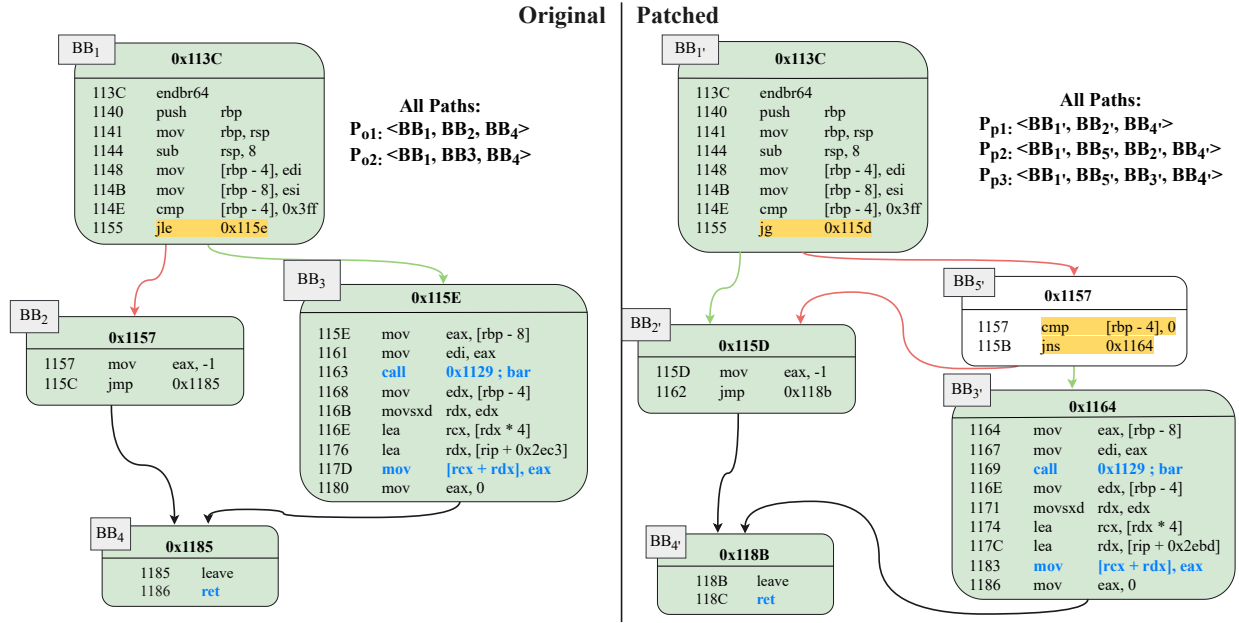 Original
Patched
BB1
0x113C
113C endbr64
1140 push rbp
1141 mov rbp, rsp
1144 sub rsp, 8
1148 mov [rbp - 4], edi
114B mov [rbp - 8], esi
114E cmp [rbp - 4], 0x3ff
1155 jle 0x115e
All Paths:
Po1: <BB1, BB2, BB4>
Po2: <BB1, BB3, BB4>
BB2
0x1157
1157 mov eax, -1
115C jmp 0x1185
BB3
0x115E
115E mov eax, [rbp - 8]
1161 mov edi, eax
1163 call 0x1129 ; bar
1168 mov edx, [rbp - 4]
116B movsxd rdx, edx
116E lea rcx, [rdx * 4]
1176 lea rdx, [rip + 0x2ec3]
117D mov [rcx + rdx], eax
1180 mov eax, 0
BB4
0x1185
1185 leave
1186 ret
BB1'
0x113C
113C endbr64
1140 push rbp
1141 mov rbp, rsp
1144 sub rsp, 8
1148 mov [rbp - 4], edi
114B mov [rbp - 8], esi
114E cmp [rbp - 4], 0x3ff
1155 jg 0x115d
All Paths:
Pp1: <BB1', BB2', BB4'>
Pp2: <BB1', BB5', BB2', BB4'>
Pp3: <BB1', BB5', BB3', BB4'>
BB5'
0x1157
1157 cmp [rbp - 4], 0
115B jns 0x1164
BB2'
0x115D
115D mov eax, -1
1162 jmp 0x118b
BB3'
0x1164
1164 mov eax, [rbp - 8]
1167 mov edi, eax
1169 call 0x1129 ; bar
116E mov edx, [rbp - 4]
1171 movsxd rdx, edx
1174 lea rcx, [rdx * 4]
117C lea rdx, [rip + 0x2ebd]
1183 mov [rcx + rdx], eax
1186 mov eax, 0
BB4'
0x118B
118B leave
118C ret